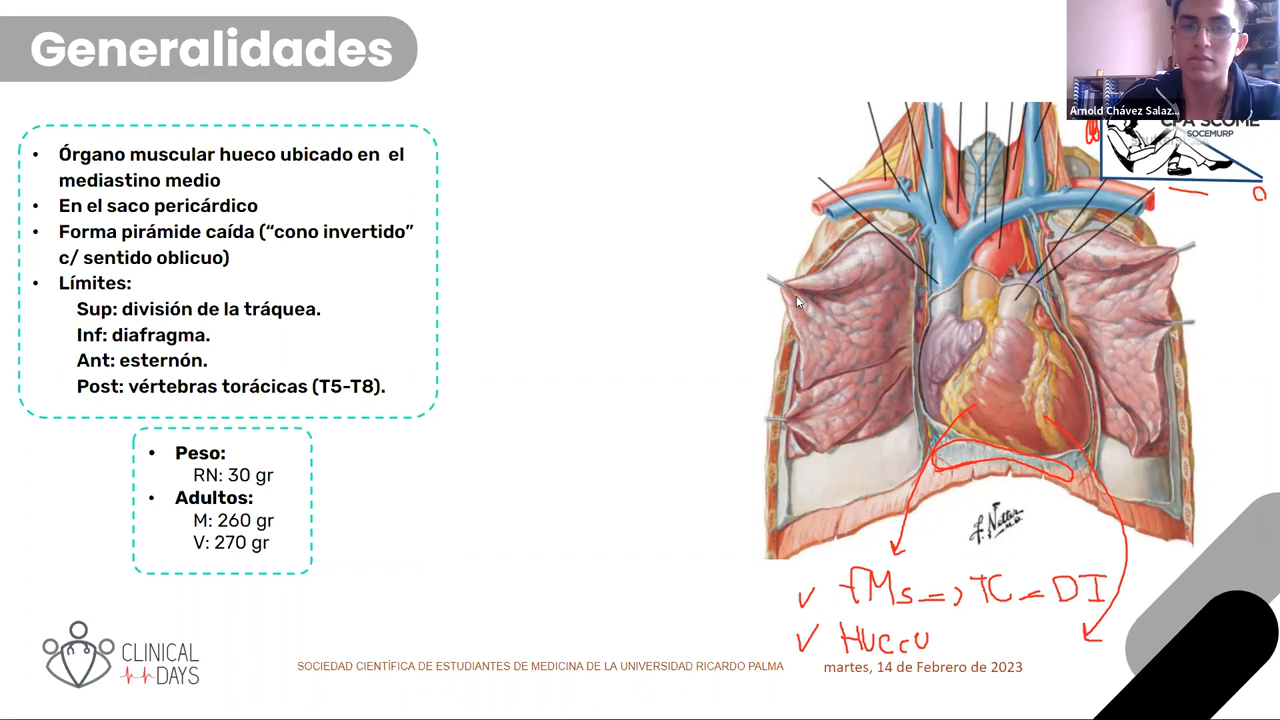 Generalidades
Arnold Chávez Salaz...
CPA SCOME
SOCEMURP
• Órgano muscular hueco ubicado en el
mediastino medio
• En el saco pericárdico
• Forma pirámide caída (“cono invertido”
c/ sentido oblicuo)
• Límites:
Sup: división de la tráquea.
Inf: diafragma.
Ant: esternón.
Post: vértebras torácicas (T5-T8).
• Peso:
RN: 30 gr
• Adultos:
M: 260 gr
V: 270 gr
F. Netter
M.D.
CLINICAL
DAYS
SOCIEDAD CIENTÍFICA DE ESTUDIANTES DE MEDICINA DE LA UNIVERSIDAD RICARDO PALMA
martes, 14 de Febrero de 2023